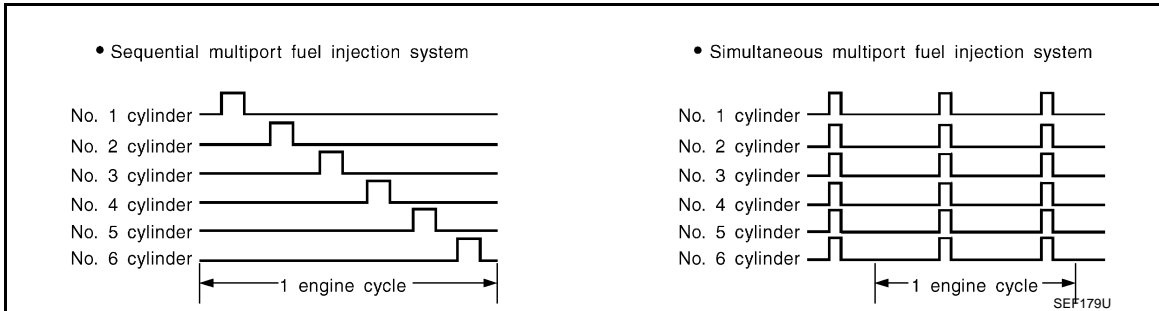 • Sequential multiport fuel injection system
No. 1 cylinder
No. 2 cylinder
No. 3 cylinder
No. 4 cylinder
No. 5 cylinder
No. 6 cylinder
1 engine cycle
• Simultaneous multiport fuel injection system
No. 1 cylinder
No. 2 cylinder
No. 3 cylinder
No. 4 cylinder
No. 5 cylinder
No. 6 cylinder
1 engine cycle
SEF179U